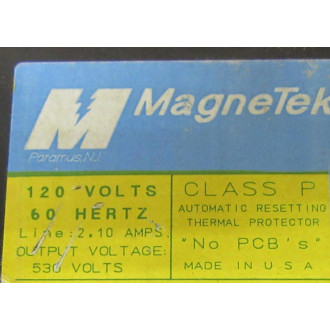 MagneTek
Paramus, N.J.
120 VOLTS
60 HERTZ
Line: 2.10 AMPS.
OUTPUT VOLTAGE:
530 VOLTS
CLASS P
AUTOMATIC RESETTING
THERMAL PROTECTOR
"No PCB's"
MADE IN U.S.A